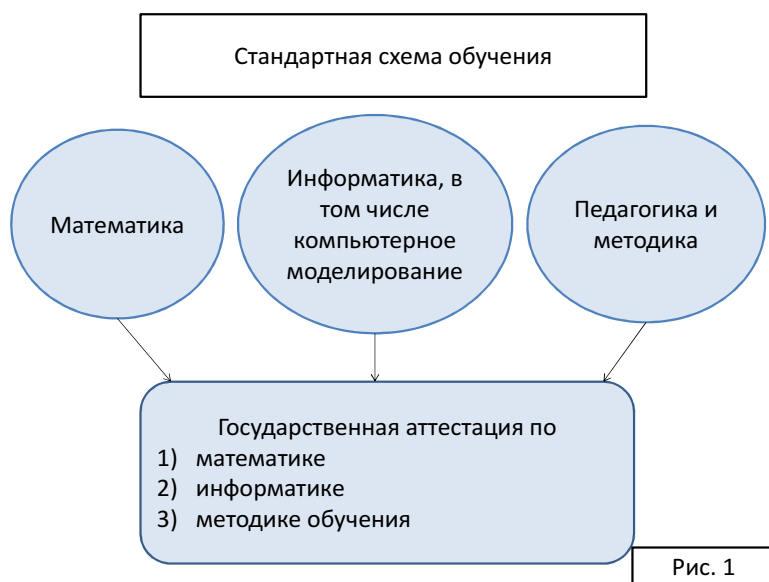 Стандартная схема обучения
Математика
Информатика, в
том числе
компьютерное
моделирование
Педагогика и
методика
Государственная аттестация по
1) математике
2) информатике
3) методике обучения
Рис. 1